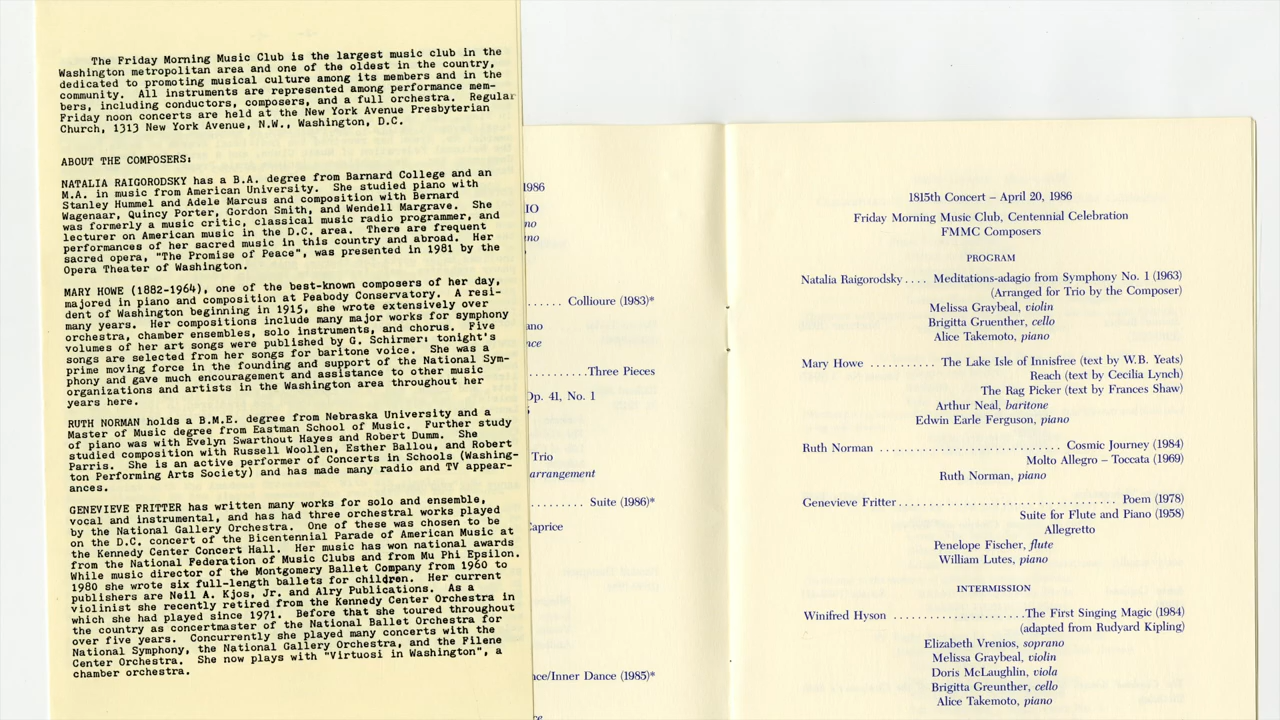 The Friday Morning Music Club is the largest music club in the
Washington metropolitan area and one of the oldest in the country,
dedicated to promoting musical culture among its members and in the
community. All instruments are represented among performance mem-
bers, including conductors, composers, and a full orchestra. Regular
Friday noon concerts are held at the New York Avenue Presbyterian
Church, 1313 New York Avenue, N.W., Washington, D.C.
ABOUT THE COMPOSERS:
NATALIA RAIGORODSKY has a B.A. degree from Barnard College and an
M.A. in music from American University. She studied piano with
Stanley Hummel and Adele Marcus and composition with Bernard
Wagenaar, Quincy Porter, Gordon Smith, and Wendell Margrave. She
was formerly a music critic, classical music radio programmer, and
lecturer on American music in the D.C. area. There are frequent
performances of her sacred music in this country and abroad. Her
sacred opera, "The Promise of Peace", was presented in 1981 by the
Opera Theater of Washington.
MARY HOWE (1882-1964), one of the best-known composers of her day,
majored in piano and composition at Peabody Conservatory. A resi-
dent of Washington beginning in 1915, she wrote extensively over
many years. Her compositions include many major works for symphony
orchestra, chamber ensembles, solo instruments, and chorus. Five
volumes of her art songs were published by G. Schirmer; tonight's
songs are selected from her songs for baritone voice. She was a
prime moving force in the founding and support of the National Sym-
phony and gave much encouragement and assistance to other music
organizations and artists in the Washington area throughout her
years here.
RUTH NORMAN holds a B.M.E. degree from Nebraska University and a
Master of Music degree from Eastman School of Music. Further study
of piano was with Evelyn Swarthout Hayes and Robert Dumm. She
studied composition with Russell Woollen, Esther Ballou, and Robert
Parris. She is an active performer of Concerts in Schools (Washing-
ton Performing Arts Society) and has made many radio and TV appear-
ances.
GENEVIEVE FRITTER has written many works for solo and ensemble,
vocal and instrumental, and has had three orchestral works played
by the National Gallery Orchestra. One of these was chosen to be
on the D.C. concert of the Bicentennial Parade of American Music at
the Kennedy Center Concert Hall. Her music has won national awards
from the National Federation of Music Clubs and from Mu Phi Epsilon.
While music director of the Montgomery Ballet Company from 1960 to
1980 she wrote six full-length ballets for children. Her current
publishers are Neil A. Kjos, Jr. and Alry Publications. As a
violinist she recently retired from the Kennedy Center Orchestra in
which she had played since 1971. Before that she toured throughout
the country as concertmaster of the National Ballet Orchestra for
over five years. Concurrently she played many concerts with the
National Symphony, the National Gallery Orchestra, and the Filene
Center Orchestra. She now plays with "Virtuosi in Washington", a
chamber orchestra.
1986
IO
no
no
...... Collioure (1983)*
ano
nce
..........Three Pieces
Op. 41, No. 1
Trio
arrangement
......... Suite (1986)*
Caprice
nce/Inner Dance (1985)*
ce
1815th Concert – April 20, 1986
Friday Morning Music Club, Centennial Celebration
FMMC Composers
PROGRAM
Natalia Raigorodsky.... Meditations-adagio from Symphony No. 1 (1963)
(Arranged for Trio by the Composer)
Melissa Graybeal, violin
Brigitta Gruenther, cello
Alice Takemoto, piano
Mary Howe ............ The Lake Isle of Innisfree (text by W.B. Yeats)
Reach (text by Cecilia Lynch)
The Rag Picker (text by Frances Shaw)
Arthur Neal, baritone
Edwin Earle Ferguson, piano
Ruth Norman ............................... Cosmic Journey (1984)
Molto Allegro – Toccata (1969)
Ruth Norman, piano
Genevieve Fritter..................................... Poem (1978)
Suite for Flute and Piano (1958)
Allegretto
Penelope Fischer, flute
William Lutes, piano
INTERMISSION
Winifred Hyson ......................The First Singing Magic (1984)
(adapted from Rudyard Kipling)
Elizabeth Vrenios, soprano
Melissa Graybeal, violin
Doris McLaughlin, viola
Brigitta Greunther, cello
Alice Takemoto, piano